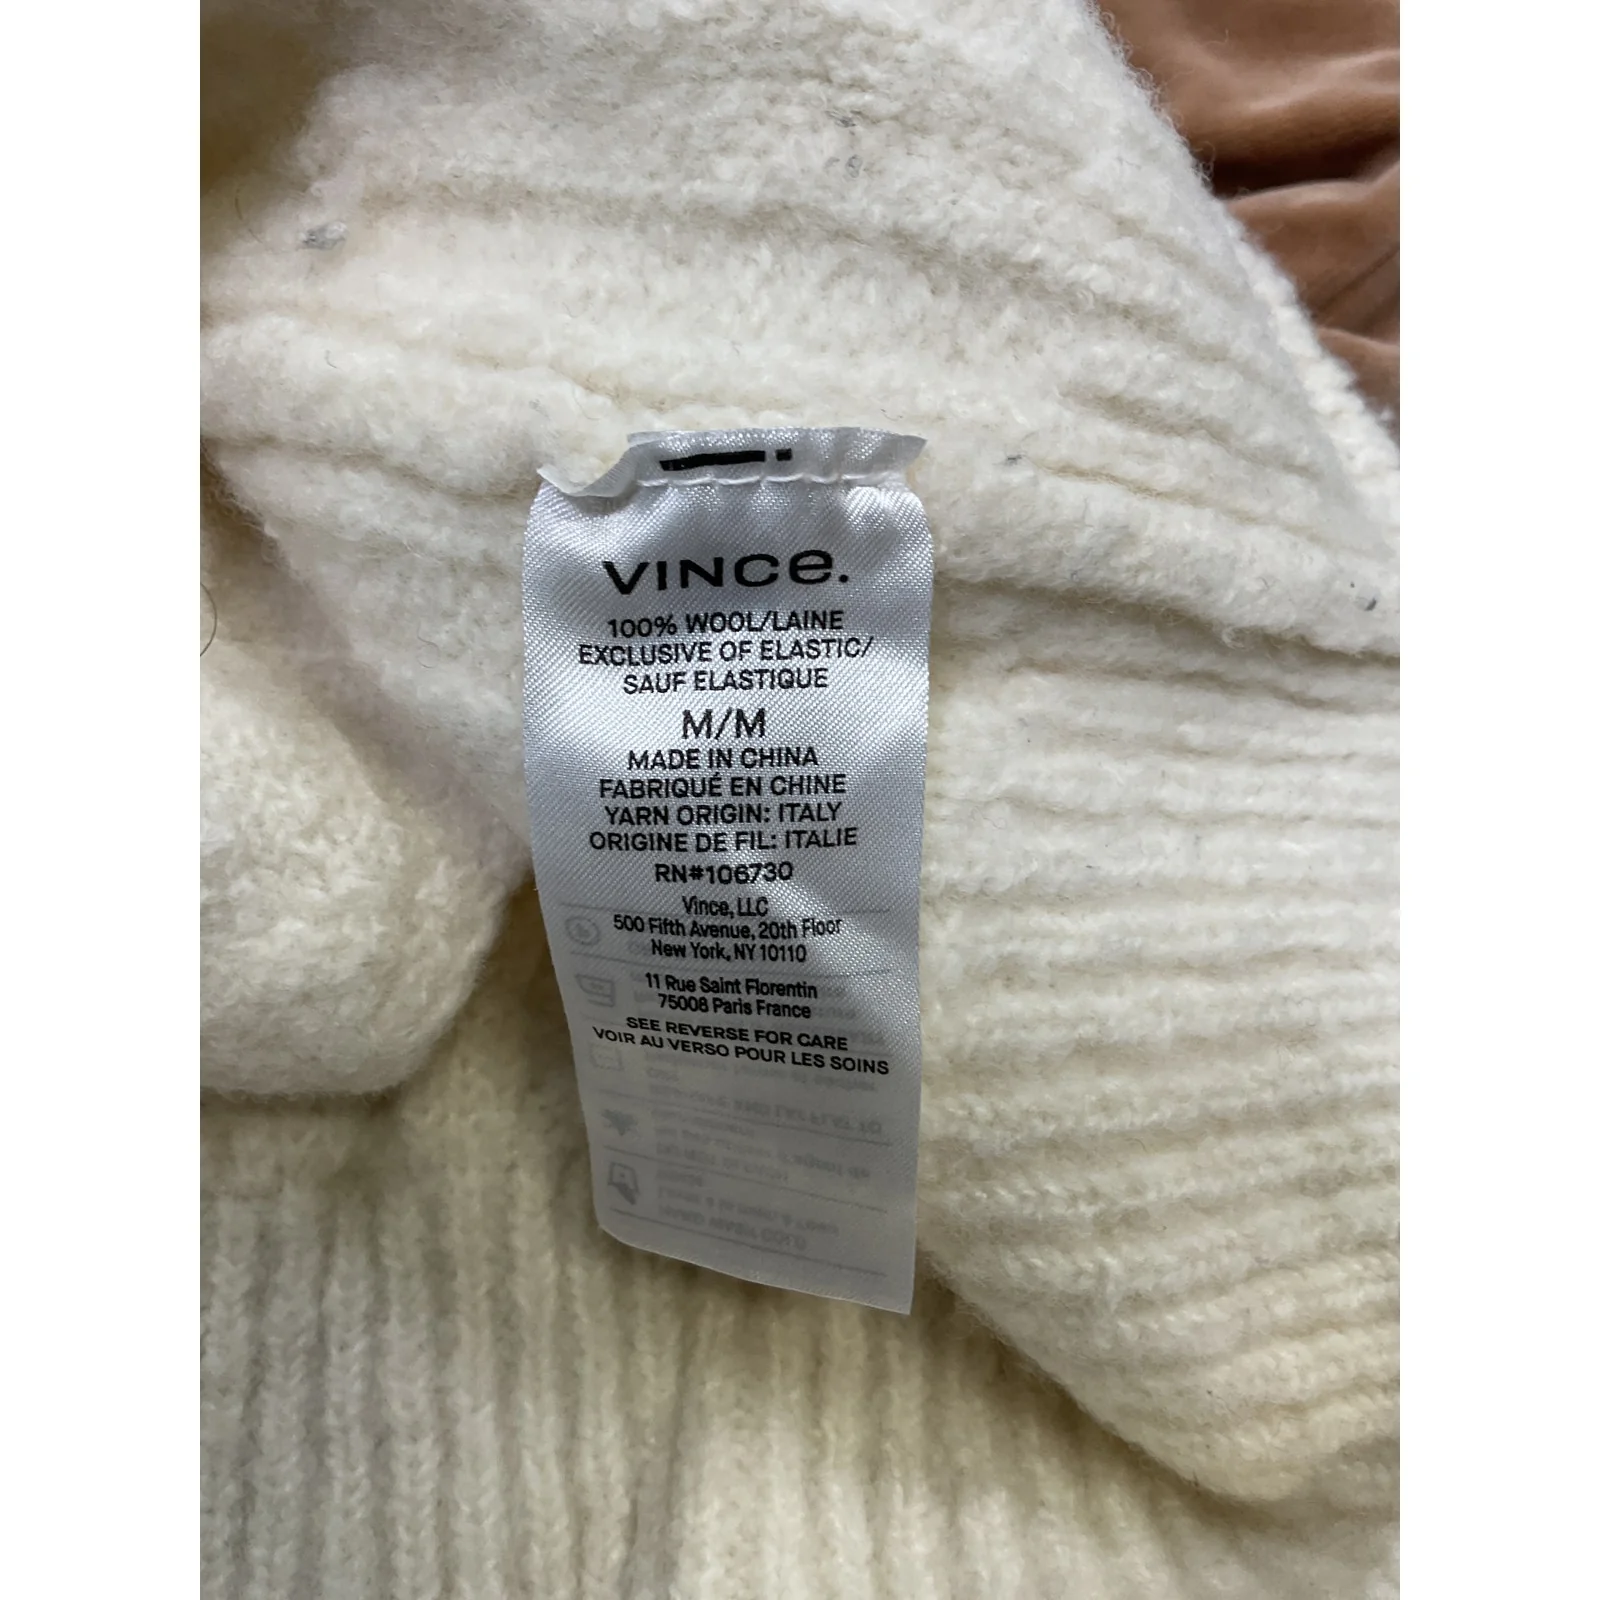 VINCE.
100% WOOL/LAINE
EXCLUSIVE OF ELASTIC/
SAUF ELASTIQUE
M/M
MADE IN CHINA
FABRIQUÉ EN CHINE
YARN ORIGIN: ITALY
ORIGINE DE FIL: ITALIE
RN#106730
Vince, LLC
500 Fifth Avenue, 20th Floor
New York, NY 10110
11 Rue Saint Florentin
75008 Paris France
SEE REVERSE FOR CARE
VOIR AU VERSO POUR LES SOINS